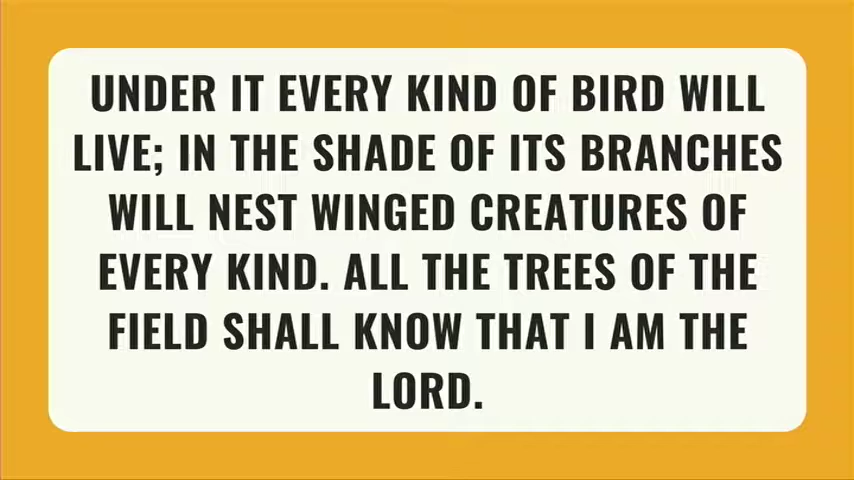 UNDER IT EVERY KIND OF BIRD WILL
LIVE; IN THE SHADE OF ITS BRANCHES
WILL NEST WINGED CREATURES OF
EVERY KIND. ALL THE TREES OF THE
FIELD SHALL KNOW THAT I AM THE
LORD.